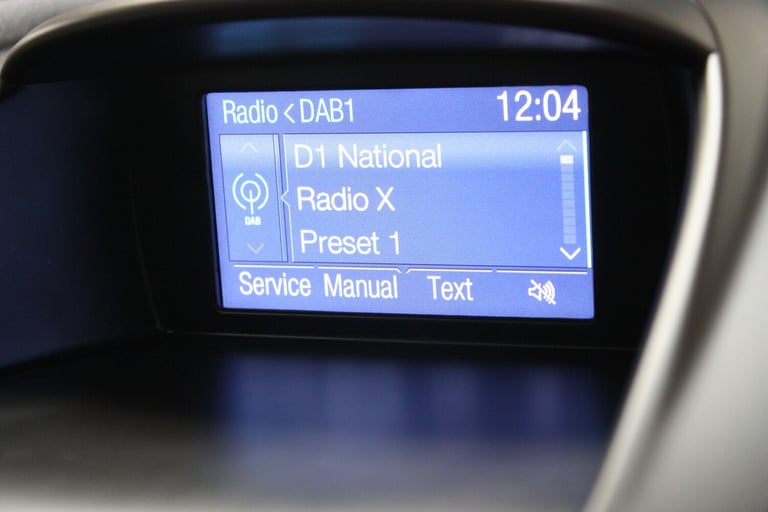 Radio < DAB1 12:04
D1 National
Radio X
DAB
Preset 1
Service Manual Text